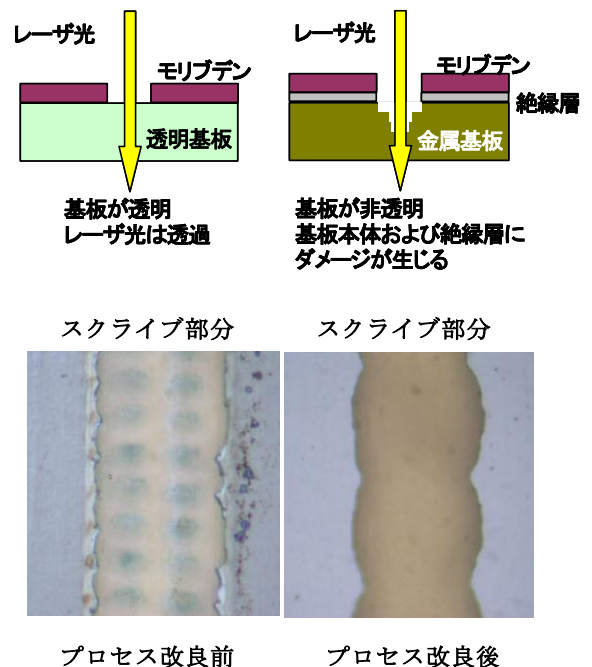 レーザ光
モリブデン
透明基板
基板が透明
レーザ光は透過
レーザ光
モリブデン
絶縁層
金属基板
基板が非透明
基板本体および絶縁層に
ダメージが生じる
スクライブ部分
スクライブ部分
プロセス改良前
プロセス改良後